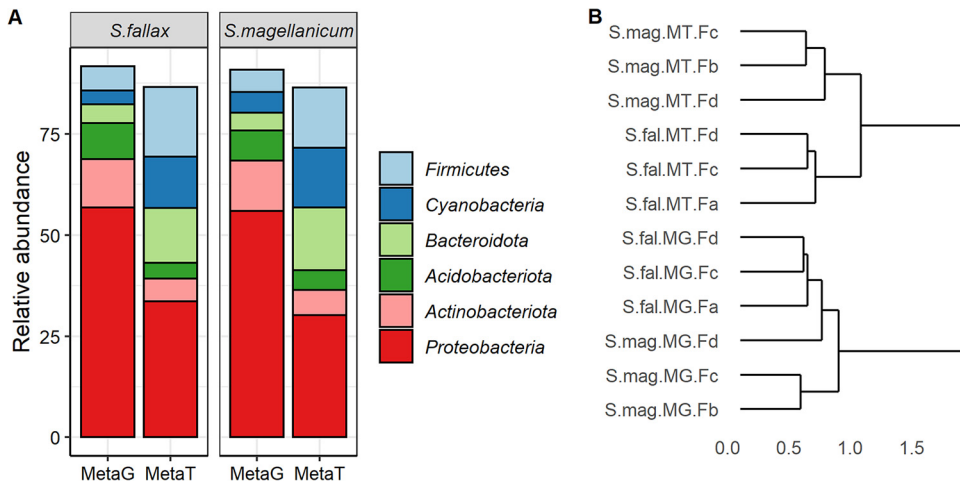 A
S.fallax
S.magellanicum
Relative abundance
75
50
25
0
MetaG
MetaT
MetaG
MetaT
Firmicutes
Cyanobacteria
Bacteroidota
Acidobacteriota
Actinobacteriota
Proteobacteria
B
S.mag.MT.Fc
S.mag.MT.Fb
S.mag.MT.Fd
S.fal.MT.Fd
S.fal.MT.Fc
S.fal.MT.Fa
S.fal.MG.Fd
S.fal.MG.Fc
S.fal.MG.Fa
S.mag.MG.Fd
S.mag.MG.Fc
S.mag.MG.Fb
0.0 0.5 1.0 1.5